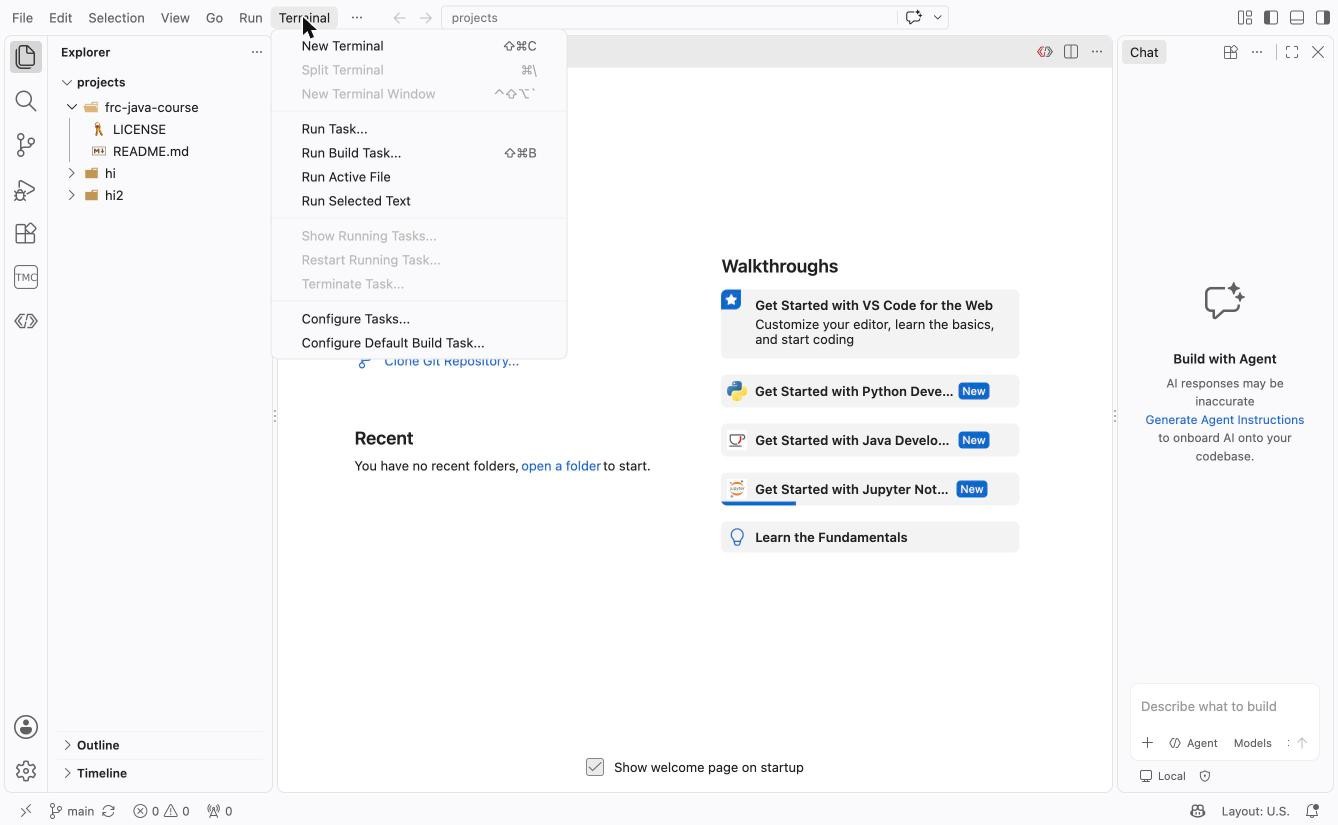 File Edit Selection View Go Run Terminal ··· projects
New Terminal ⇧⌘C
Split Terminal ⌘\
New Terminal Window ^⇧⌥`
Run Task...
Run Build Task... ⇧⌘B
Run Active File
Run Selected Text
Show Running Tasks...
Restart Running Task...
Terminate Task...
Configure Tasks...
Configure Default Build Task...
Explorer ···
projects
frc-java-course
LICENSE
README.md
hi
hi2
TMC
Outline
Timeline
Clone Git Repository...
Recent
You have no recent folders, open a folder to start.
Walkthroughs
Get Started with VS Code for the Web
Customize your editor, learn the basics,
and start coding
Get Started with Python Deve... New
Get Started with Java Develo... New
Get Started with Jupyter Not... New
Learn the Fundamentals
Show welcome page on startup
Chat
Build with Agent
AI responses may be
inaccurate
Generate Agent Instructions
to onboard AI onto your
codebase.
Describe what to build
Agent Models
Local
main 0 0 0 Layout: U.S.